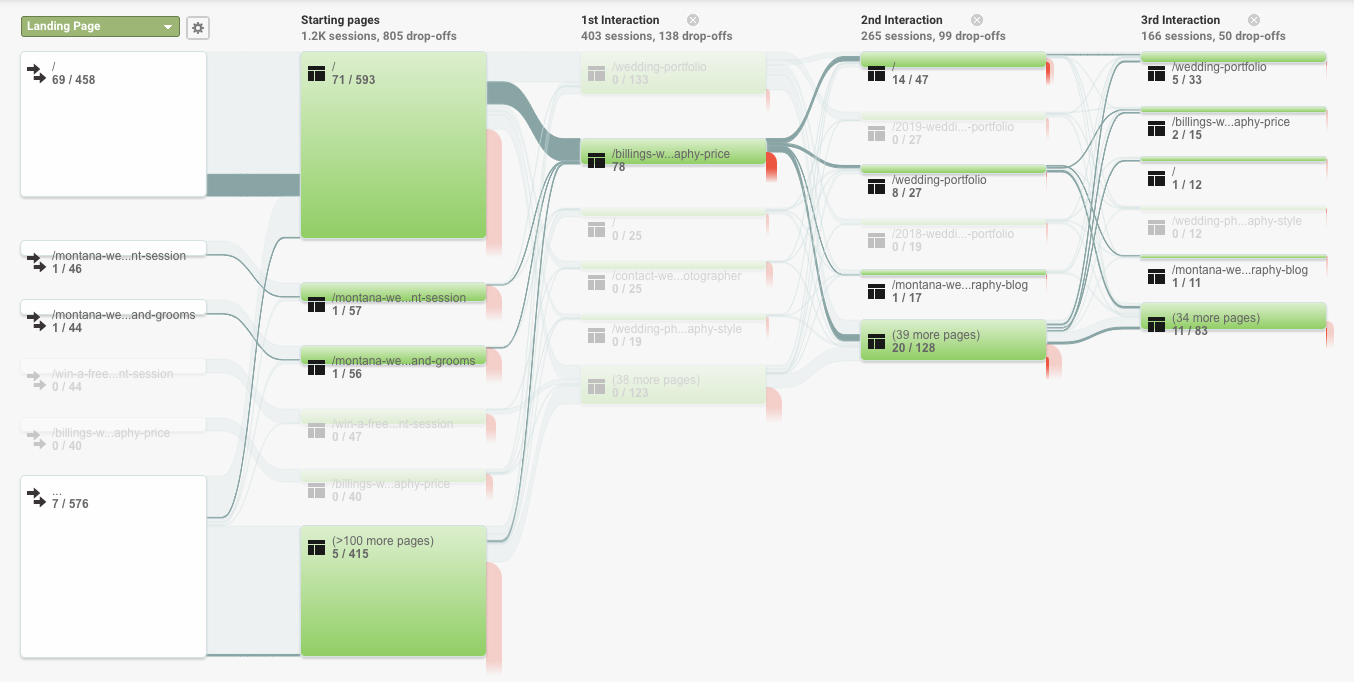 Landing Page
/
69 / 458
/montana-we...nt-session
1 / 46
/montana-we...and-grooms
1 / 44
/win-a-free...nt-session
0 / 44
/billings-w...aphy-price
0 / 40
...
7 / 576
Starting pages
1.2K sessions, 805 drop-offs
/
71 / 593
/montana-we...nt-session
1 / 57
/montana-we...and-grooms
1 / 56
/win-a-free...nt-session
0 / 47
/billings-w...aphy-price
0 / 40
(>100 more pages)
5 / 415
1st Interaction
403 sessions, 138 drop-offs
/wedding-portfolio
0 / 133
/billings-w...aphy-price
78
/
0 / 25
/contact-we...otographer
0 / 25
/wedding-ph...aphy-style
0 / 19
(38 more pages)
0 / 123
2nd Interaction
265 sessions, 99 drop-offs
/
14 / 47
/2019-weddi...-portfolio
0 / 27
/wedding-portfolio
8 / 27
/2018-weddi...-portfolio
0 / 19
/montana-we...raphy-blog
1 / 17
(39 more pages)
20 / 128
3rd Interaction
166 sessions, 50 drop-offs
/wedding-portfolio
5 / 33
/billings-w...aphy-price
2 / 15
/
1 / 12
/wedding-ph...aphy-style
0 / 12
/montana-we...raphy-blog
1 / 11
(34 more pages)
11 / 83